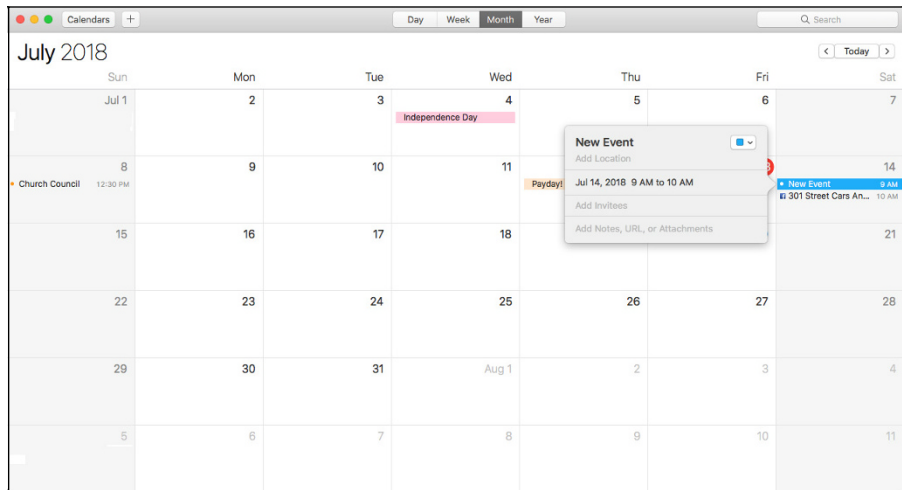 Calendars +
Day Week Month Year
Search
July 2018
< Today >
Sun Mon Tue Wed Thu Fri Sat
Jul 1 2 3 4 5 6 7
Independence Day
New Event
Add Location
Jul 14, 2018 9 AM to 10 AM
Add Invitees
Add Notes, URL, or Attachments
8 9 10 11 14
Church Council 12:30 PM
Payday!
New Event 9 AM
301 Street Cars An... 10 AM
15 16 17 18 21
22 23 24 25 26 27 28
29 30 31 Aug 1 2 3 4
5 6 7 8 9 10 11